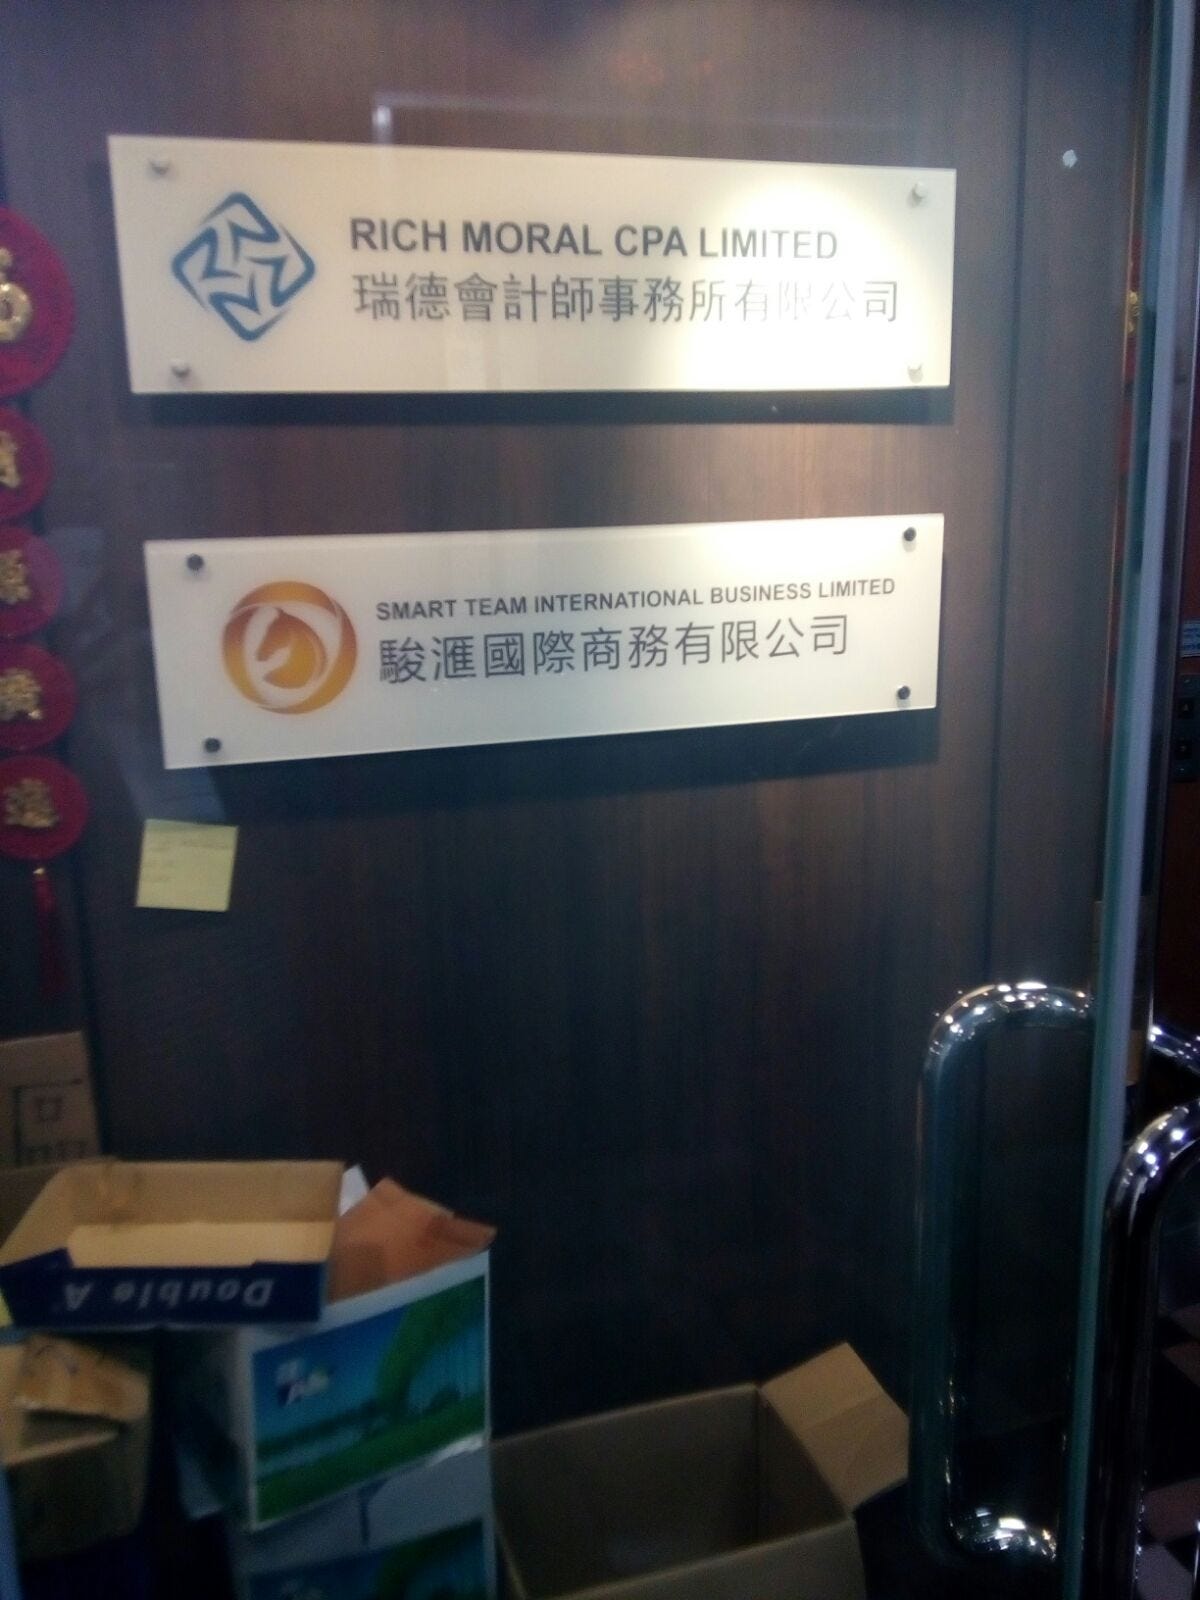 RICH MORAL CPA LIMITED
瑞德會計師事務所有限公司
SMART TEAM INTERNATIONAL BUSINESS LIMITED
駿滙國際商務有限公司
Double A